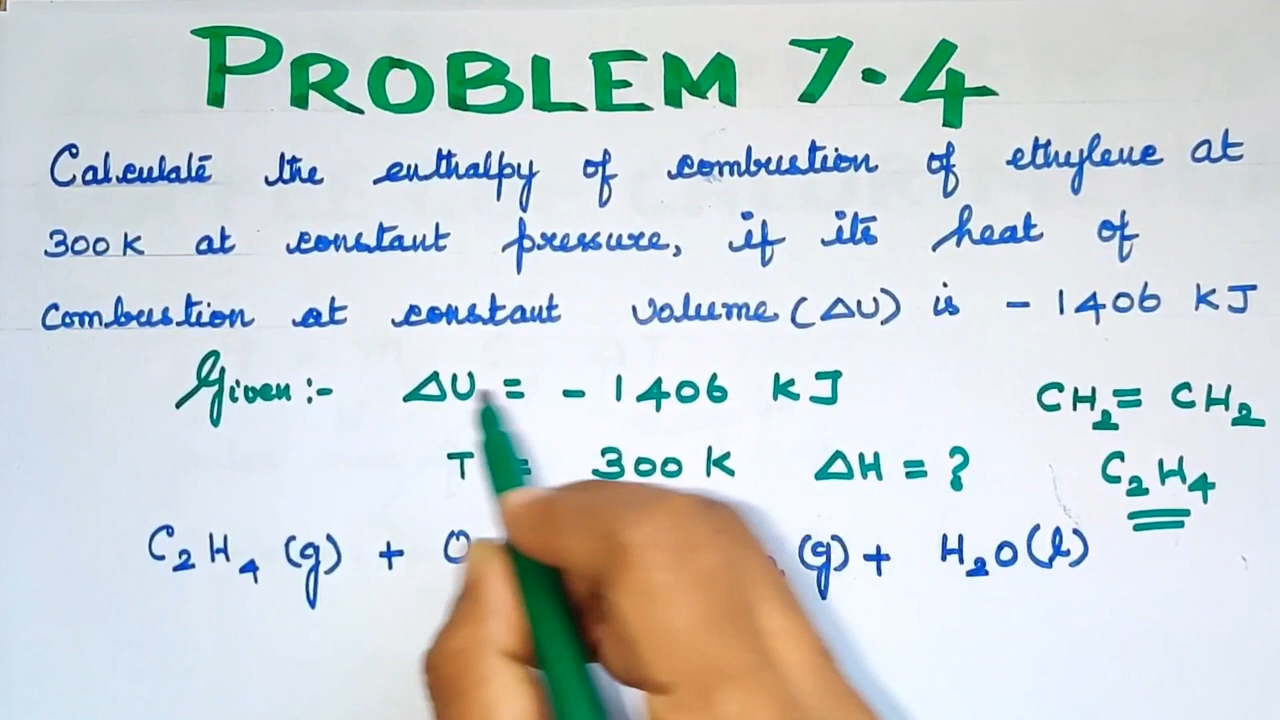 PROBLEM 7.4
Calculate the enthalpy of combustion of ethylene at
300K at constant pressure, if its heat of
combustion at constant volume (ΔU) is -1406 KJ
Given:- ΔU = -1406 KJ CH₂ = CH₂
T = 300 K ΔH = ? C₂H₄
C₂H₄ (g) + O (g) + H₂O(l)